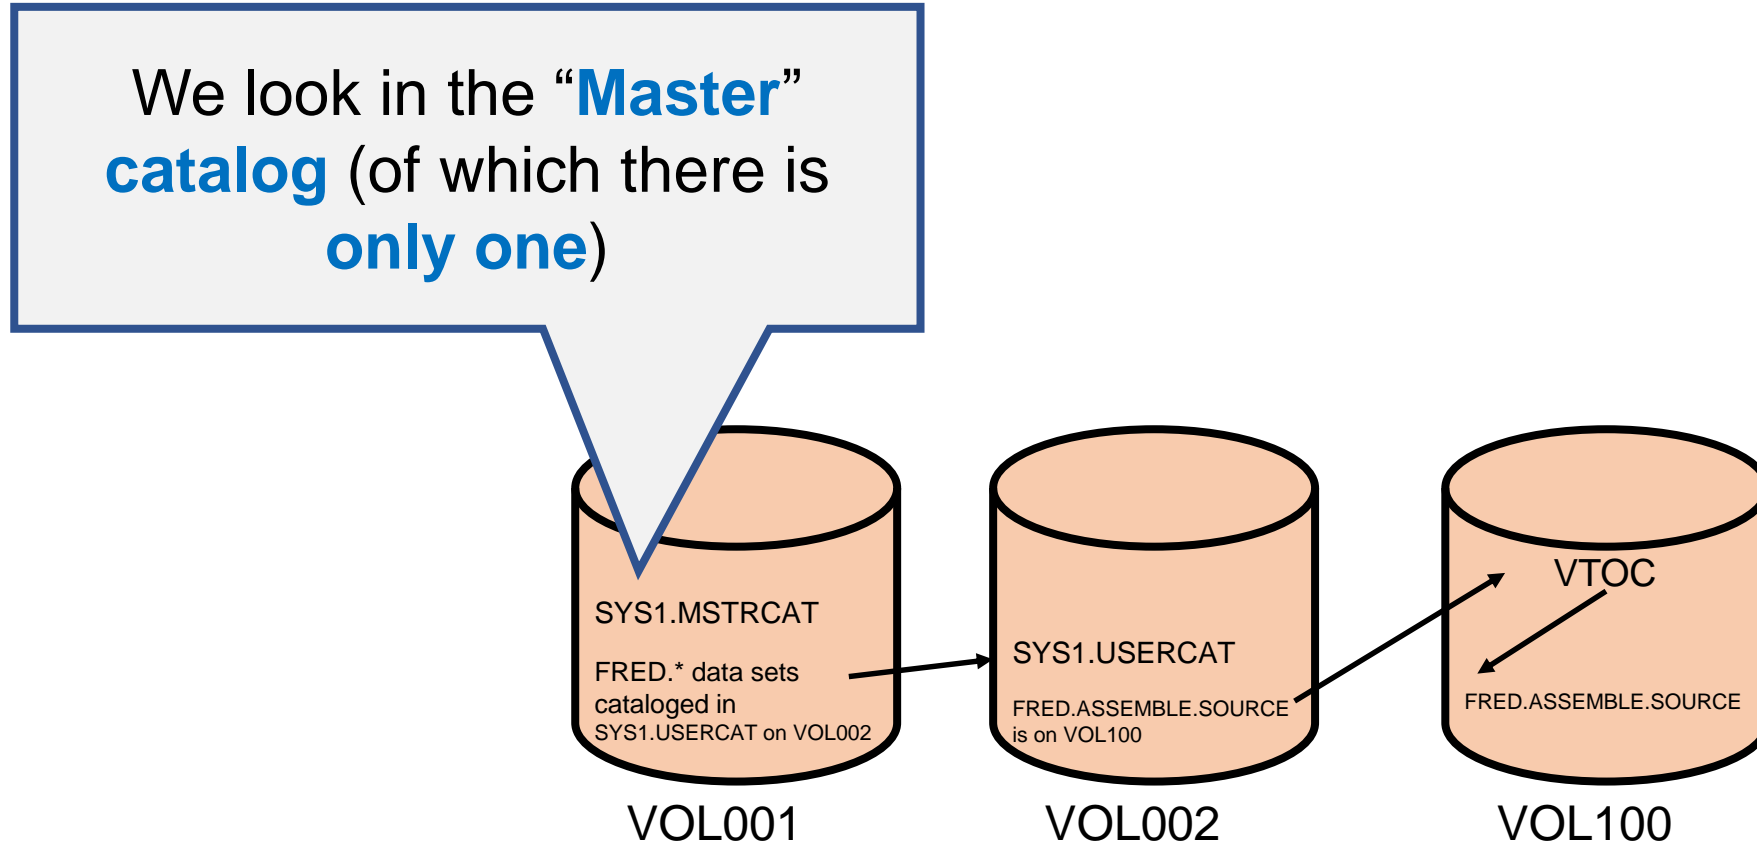 We look in the “Master”
catalog (of which there is
only one)
SYS1.MSTRCAT
FRED.* data sets
cataloged in
SYS1.USERCAT on VOL002
VOL001
SYS1.USERCAT
FRED.ASSEMBLE.SOURCE
is on VOL100
VOL002
VTOC
FRED.ASSEMBLE.SOURCE
VOL100